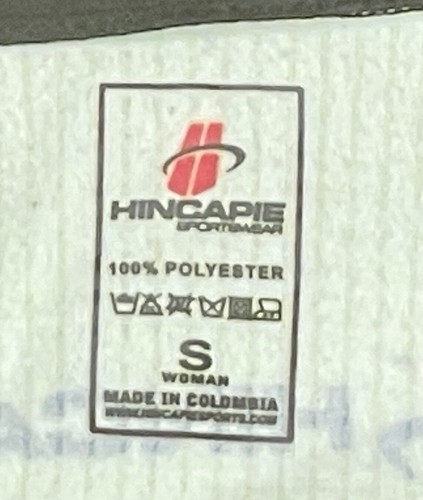 HINCAPIE
SPORTSWEAR
100% POLYESTER
S
WOMAN
MADE IN COLOMBIA
WWW.HINCAPIESPORTS.COM